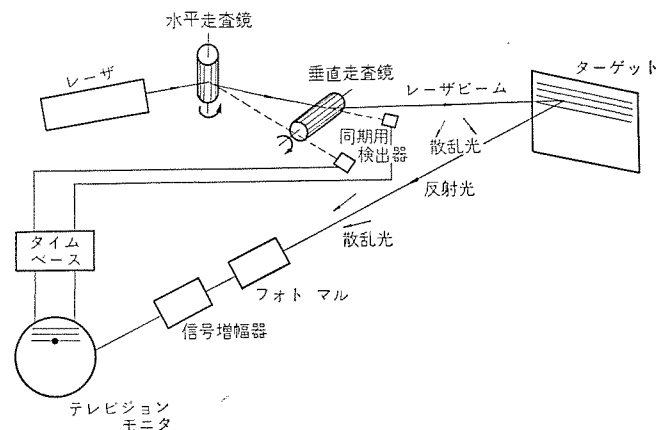 水平走査鏡
レーザ
垂直走査鏡
レーザビーム
ターゲット
同期用
検出器
散乱光
反射光
散乱光
タイム
ベース
フォト マル
信号増幅器
テレビジョン
モニタ